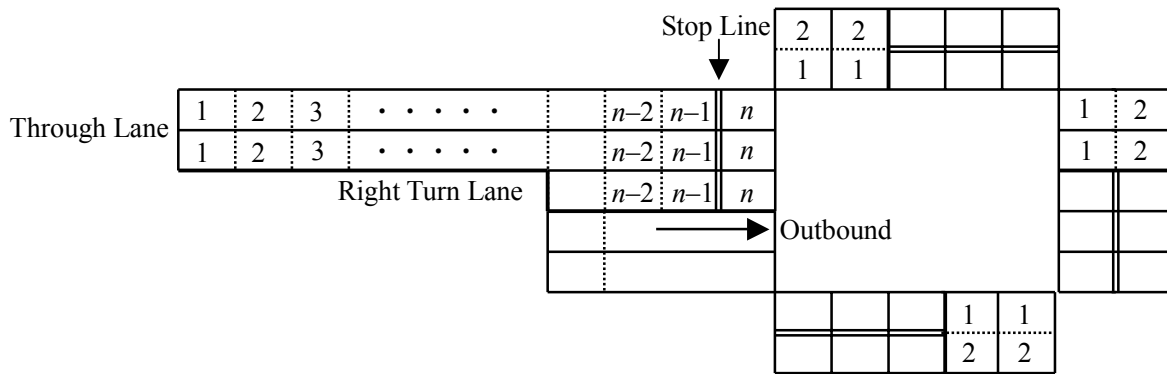 Stop Line
2 2
1 1
Through Lane
1 2 3 . . . . . n–2 n–1 n 1 2
1 2 3 . . . . . n–2 n–1 n 1 2
Right Turn Lane n–2 n–1 n
Outbound
1 1
2 2